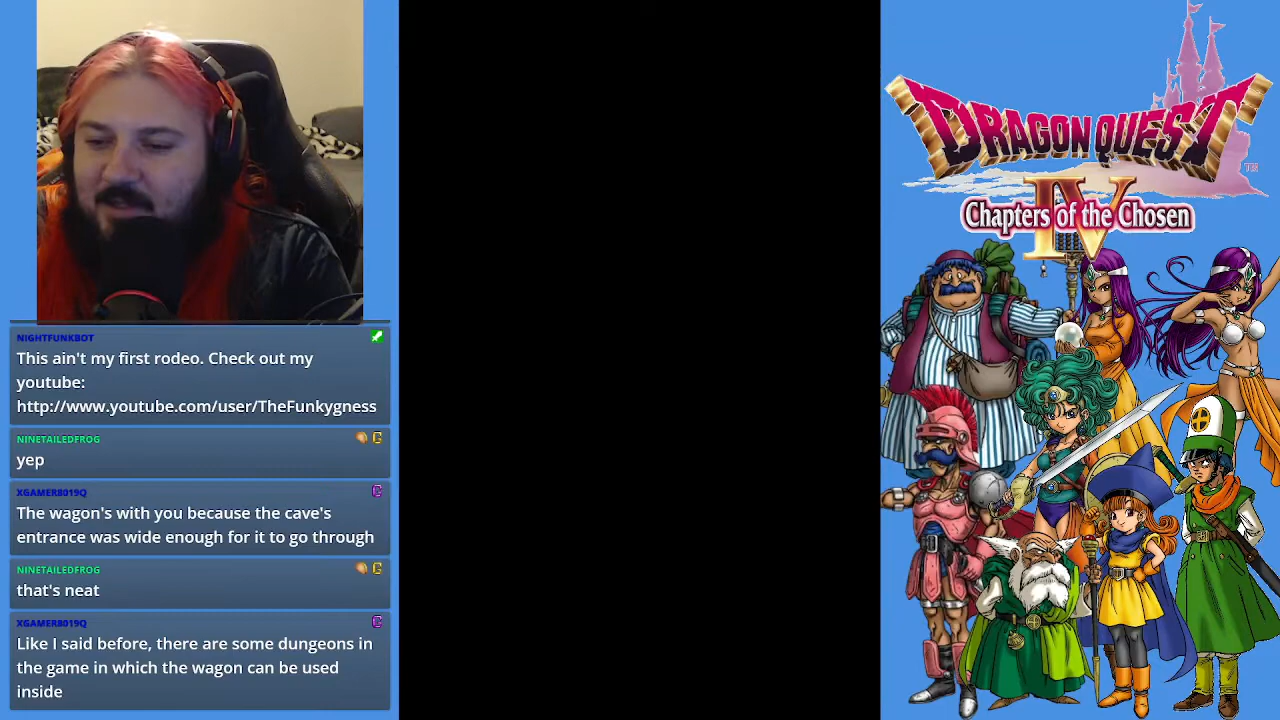 NIGHTFUNKBOT
This ain't my first rodeo. Check out my
youtube:
http://www.youtube.com/user/TheFunkygness
NINETAILEDFROG
yep
XGAMER8019Q
The wagon's with you because the cave's
entrance was wide enough for it to go through
NINETAILEDFROG
that's neat
XGAMER8019Q
Like I said before, there are some dungeons in
the game in which the wagon can be used
inside
DRAGON QUEST
TM
IV
Chapters of the Chosen